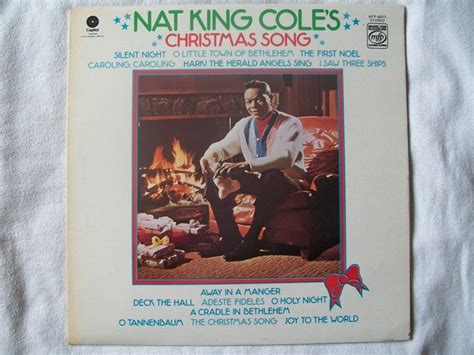 Capitol
NAT KING COLE'S
CHRISTMAS SONG
MFP 5003
STEREO
mfp
SILENT NIGHT O LITTLE TOWN OF BETHLEHEM THE FIRST NOEL
CAROLING, CAROLING HARK! THE HERALD ANGELS SING I SAW THREE SHIPS
AWAY IN A MANGER
DECK THE HALL ADESTE FIDELES O HOLY NIGHT
A CRADLE IN BETHLEHEM
O TANNENBAUM THE CHRISTMAS SONG JOY TO THE WORLD